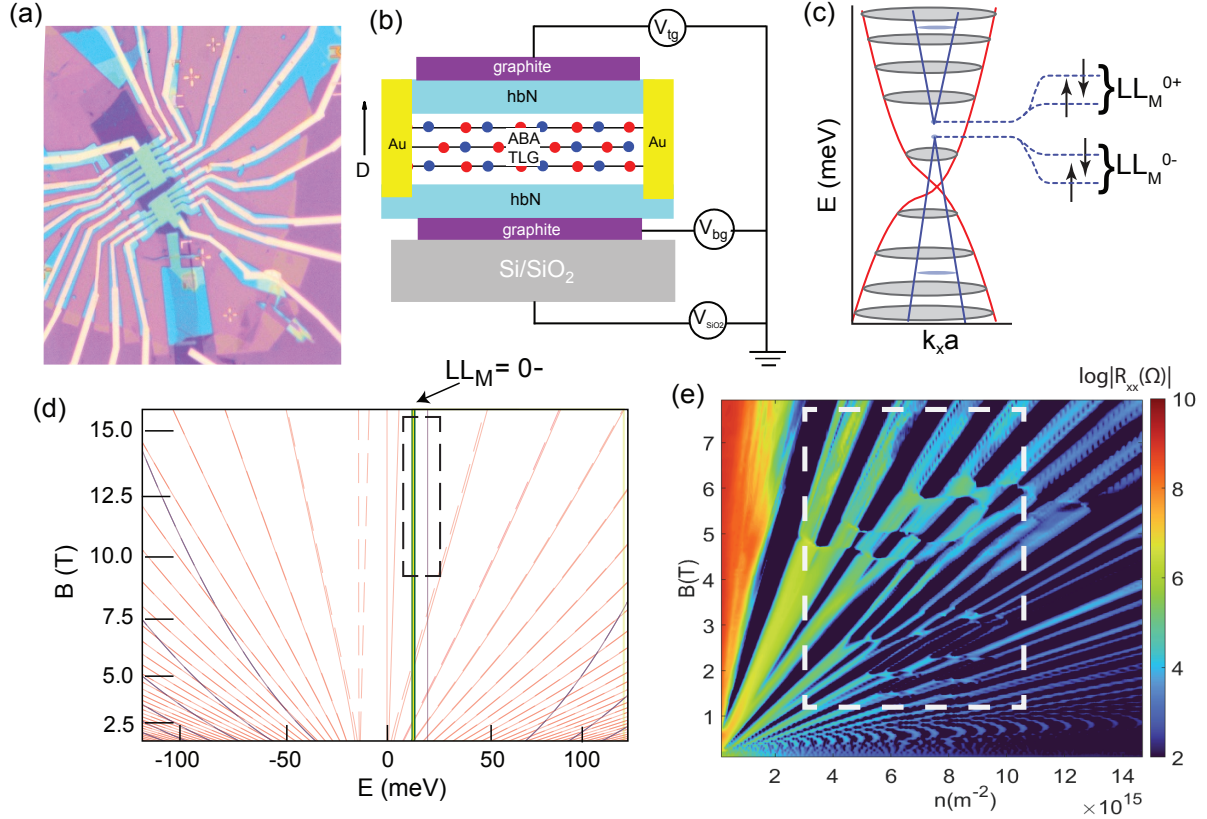 (a)
(b)
V_tg
graphite
hbN
D
Au
ABA
TLG
Au
hbN
graphite
V_bg
Si/SiO₂
V_SiO2
(c)
E (meV)
k_xa
LL_M^0+
LL_M^0-
(d)
LL_M = 0-
B (T)
15.0
12.5
10.0
7.5
5.0
2.5
-100
-50
0
50
100
E (meV)
(e)
log|R_xx(Ω)|
B(T)
7
6
5
4
3
2
1
2
4
6
8
10
12
14
n(m⁻²)
×10¹⁵
10
8
6
4
2